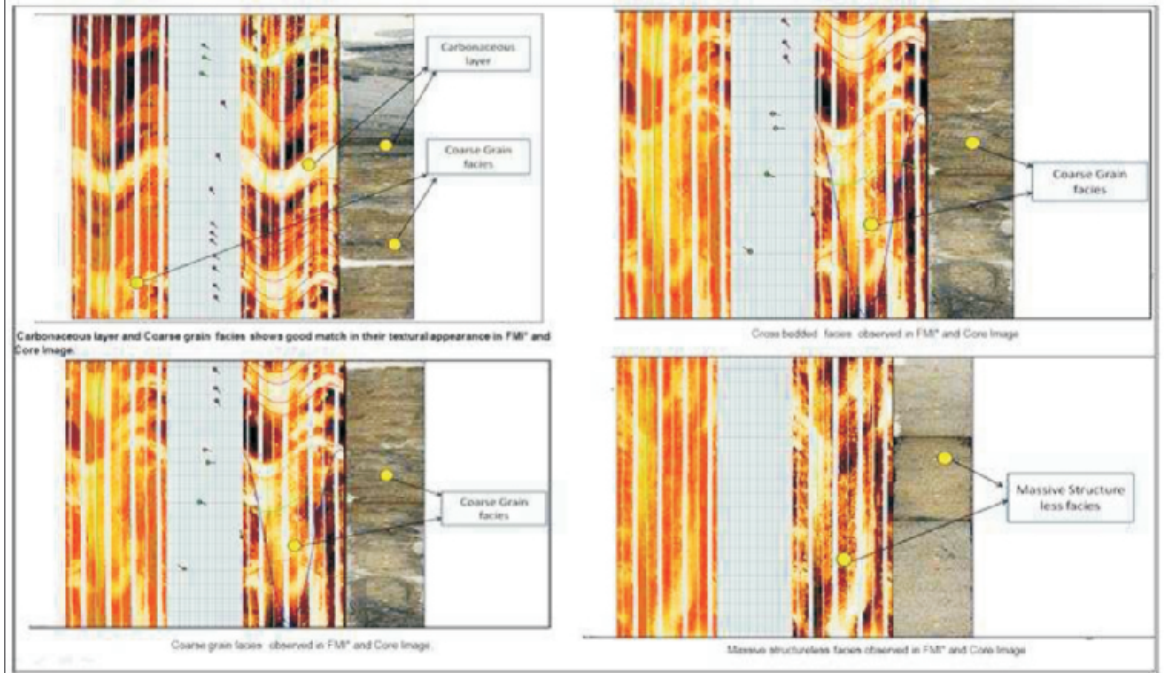 Carbonaceous
layer
Coarse Grain
facies
Carbonaceous layer and Coarse grain facies shows good match in their textural appearance in FMI* and
Core Image.
Coarse Grain
facies
Cross bedded facies observed in FMI* and Core Image
Coarse Grain
facies
Coarse grain facies observed in FMI* and Core Image.
Massive Structure
less facies
Massive structureless facies observed in FMI* and Core Image